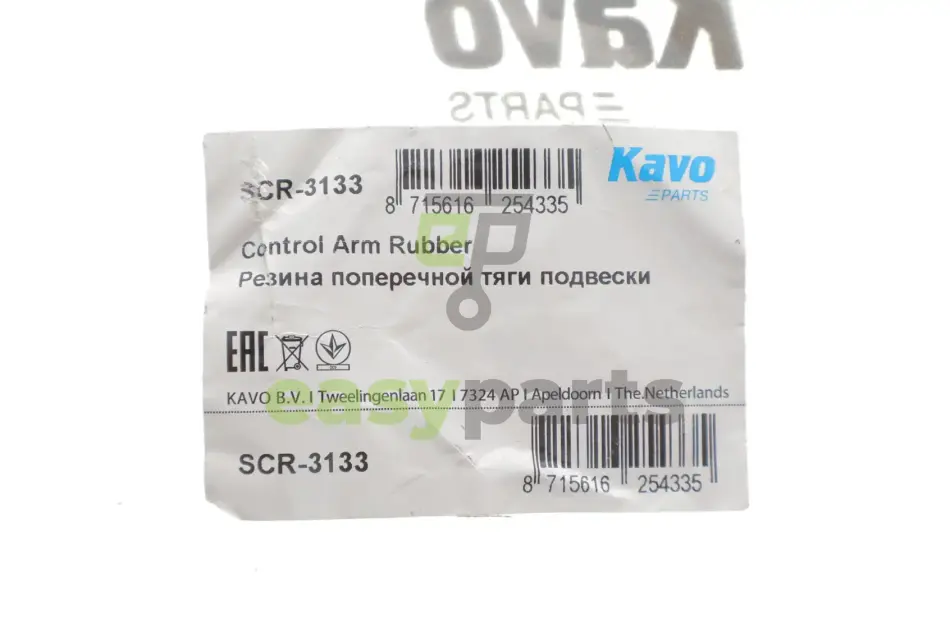 Kavo
PARTS
SCR-3133
8 715616 254335
Kavo
PARTS
Control Arm Rubber
Резина поперечной тяги подвески
ep
EAC
easyparts
KAVO B.V. I Tweelingenlaan 17 I 7324 AP I Apeldoorn I The Netherlands
SCR-3133
8 715616 254335